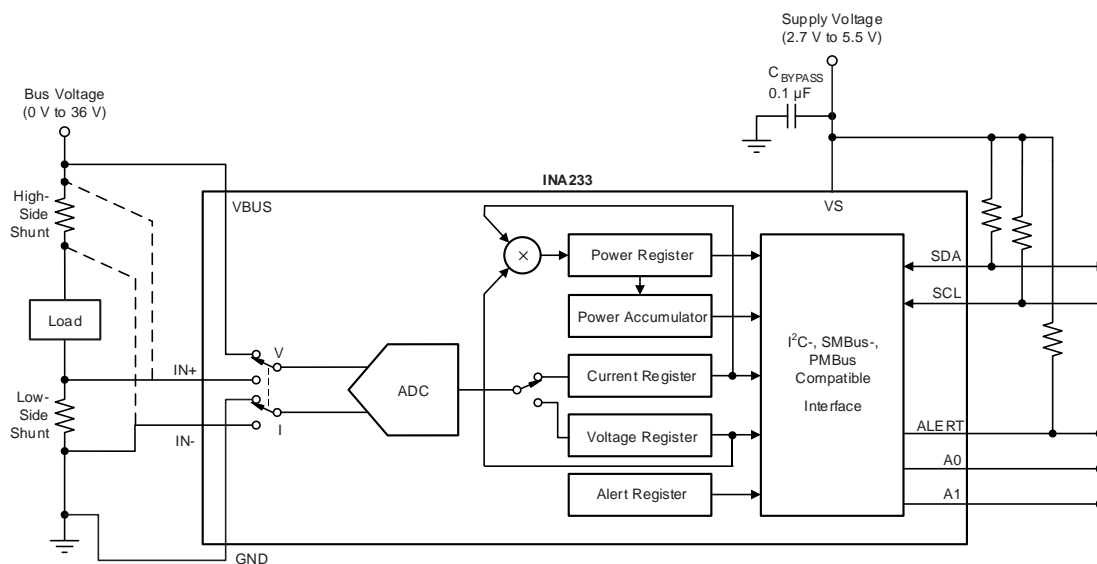 Supply Voltage
(2.7 V to 5.5 V)
C BYPASS
0.1 µF
Bus Voltage
(0 V to 36 V)
INA233
High-
Side
Shunt
VBUS
VS
×
Power Register
SDA
Power Accumulator
SCL
Load
I²C-, SMBus-,
PMBus
Compatible
Interface
V
IN+
ADC
Current Register
Low-
Side
Shunt
I
IN-
Voltage Register
ALERT
A0
Alert Register
A1
GND